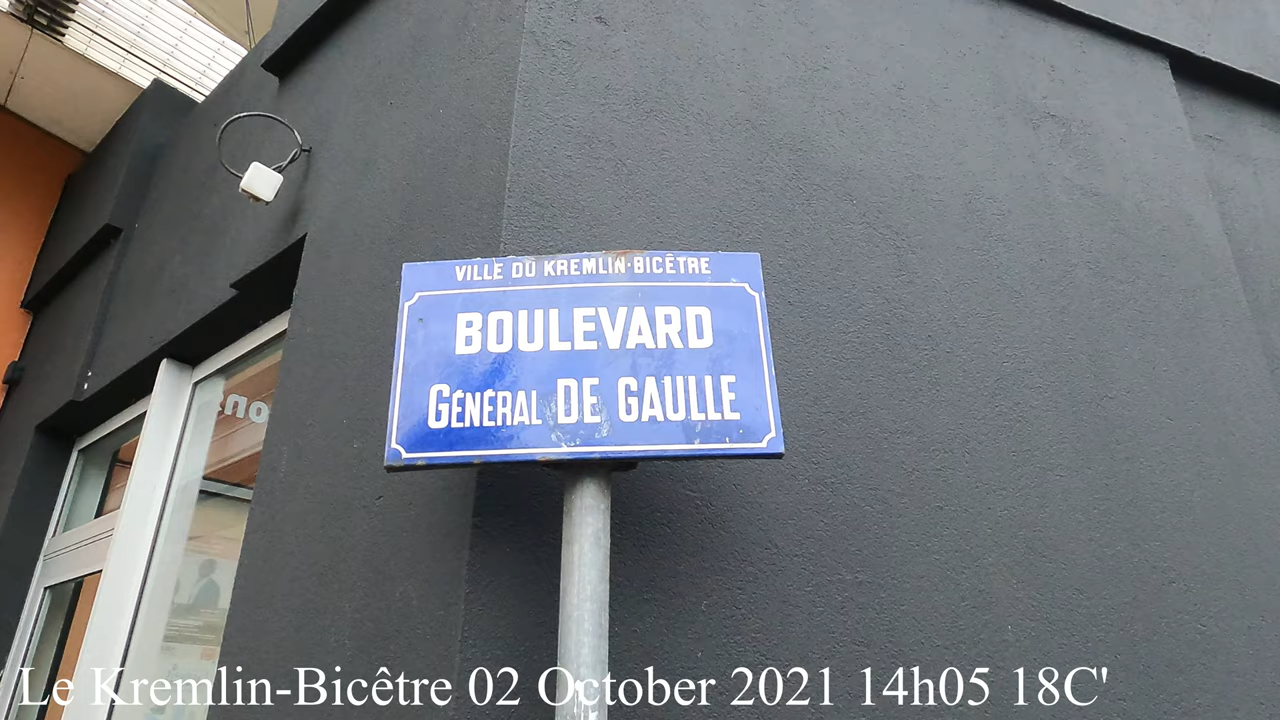 VILLE DU KREMLIN-BICÊTRE
BOULEVARD
GÉNÉRAL DE GAULLE
Le Kremlin-Bicêtre 02 October 2021 14h05 18C'